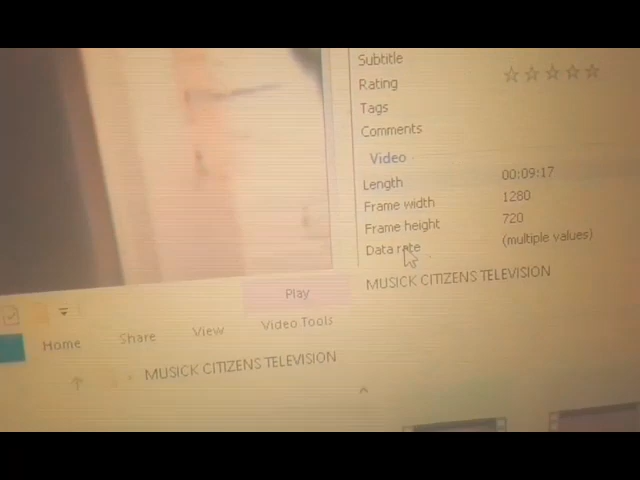 Subtitle
Rating
Tags
Comments
Video
Length 00:09:17
Frame width 1280
Frame height 720
Data rate (multiple values)
MUSICK CITIZENS TELEVISION
Play
Home Share View Video Tools
MUSICK CITIZENS TELEVISION